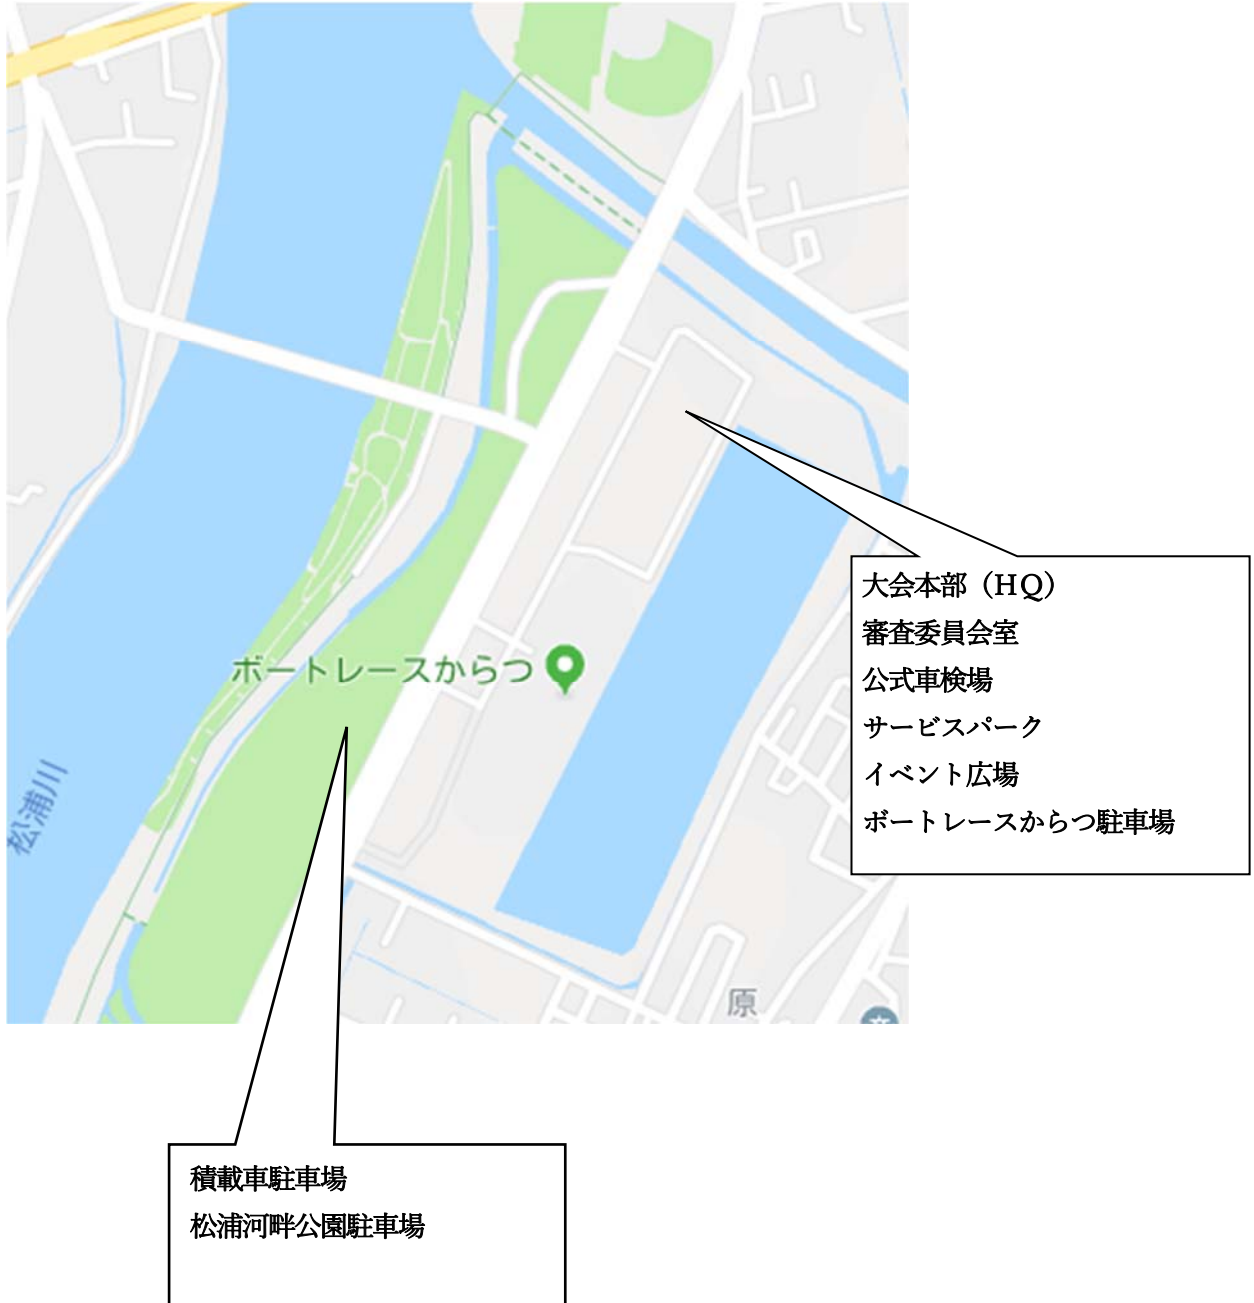 ボートレースからつ
松浦川
大会本部（HQ）
審査委員会室
公式車検場
サービスパーク
イベント広場
ボートレースからつ駐車場
原
積載車駐車場
松浦河畔公園駐車場